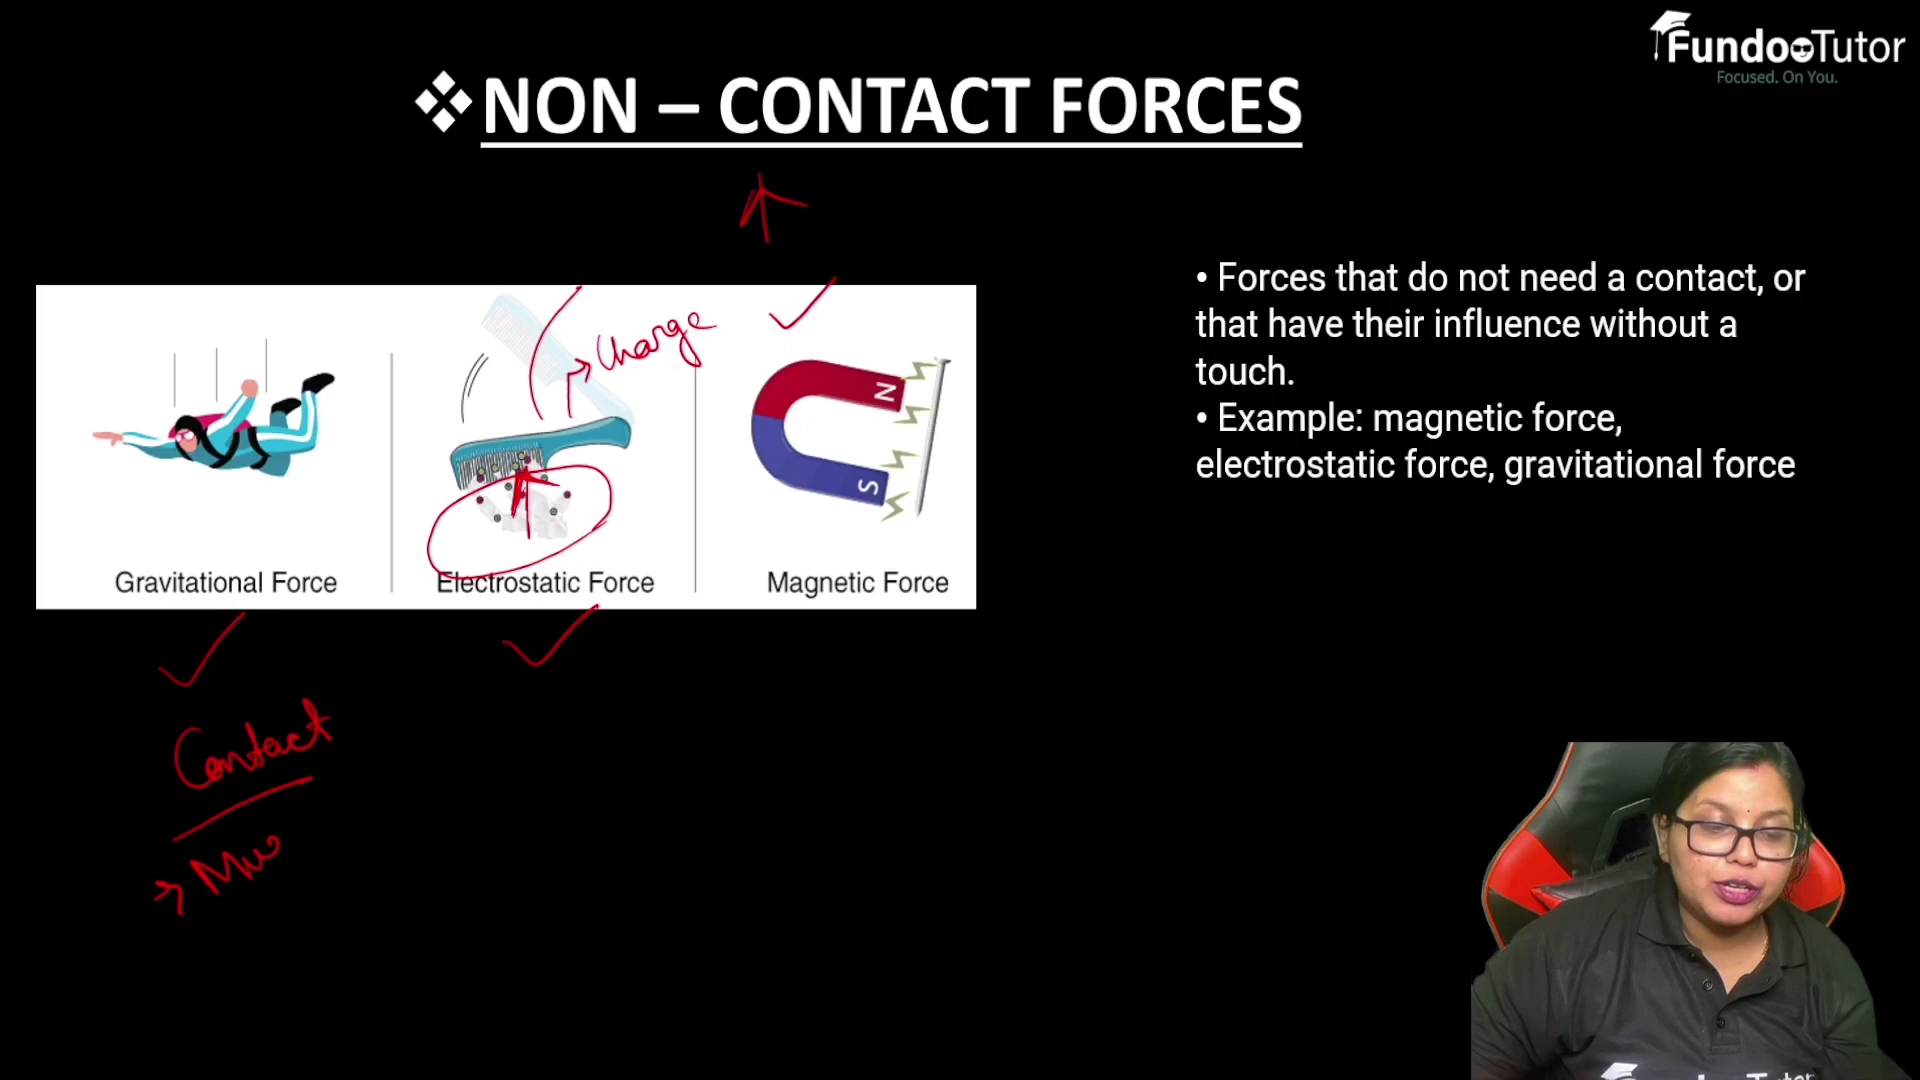 FundooTutor
Focused. On You.
❖NON – CONTACT FORCES
• Forces that do not need a contact, or
that have their influence without a
touch.
• Example: magnetic force,
electrostatic force, gravitational force
Charge
N
S
Gravitational Force
Electrostatic Force
Magnetic Force
Contact
→ Mus